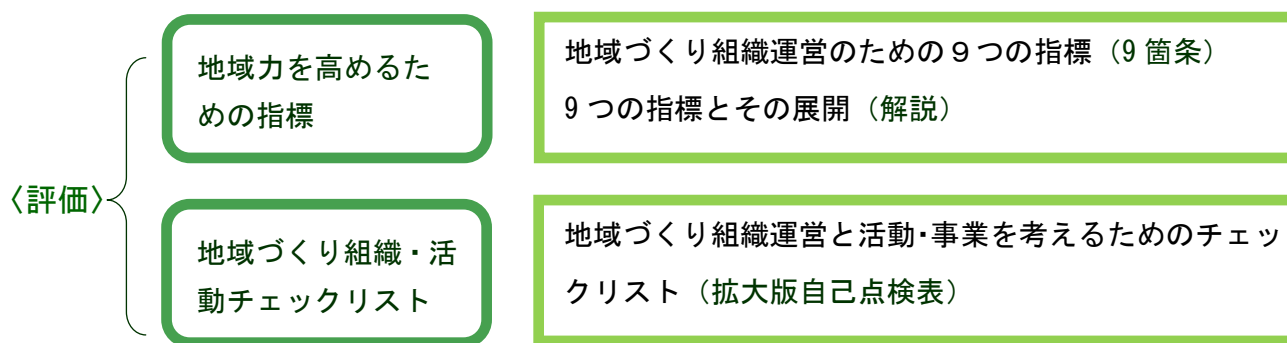 〈評価〉
地域力を高めるた
めの指標
地域づくり組織運営のための９つの指標（9 箇条）
9 つの指標とその展開（解説）
地域づくり組織・活
動チェックリスト
地域づくり組織運営と活動･事業を考えるためのチェッ
クリスト（拡大版自己点検表）